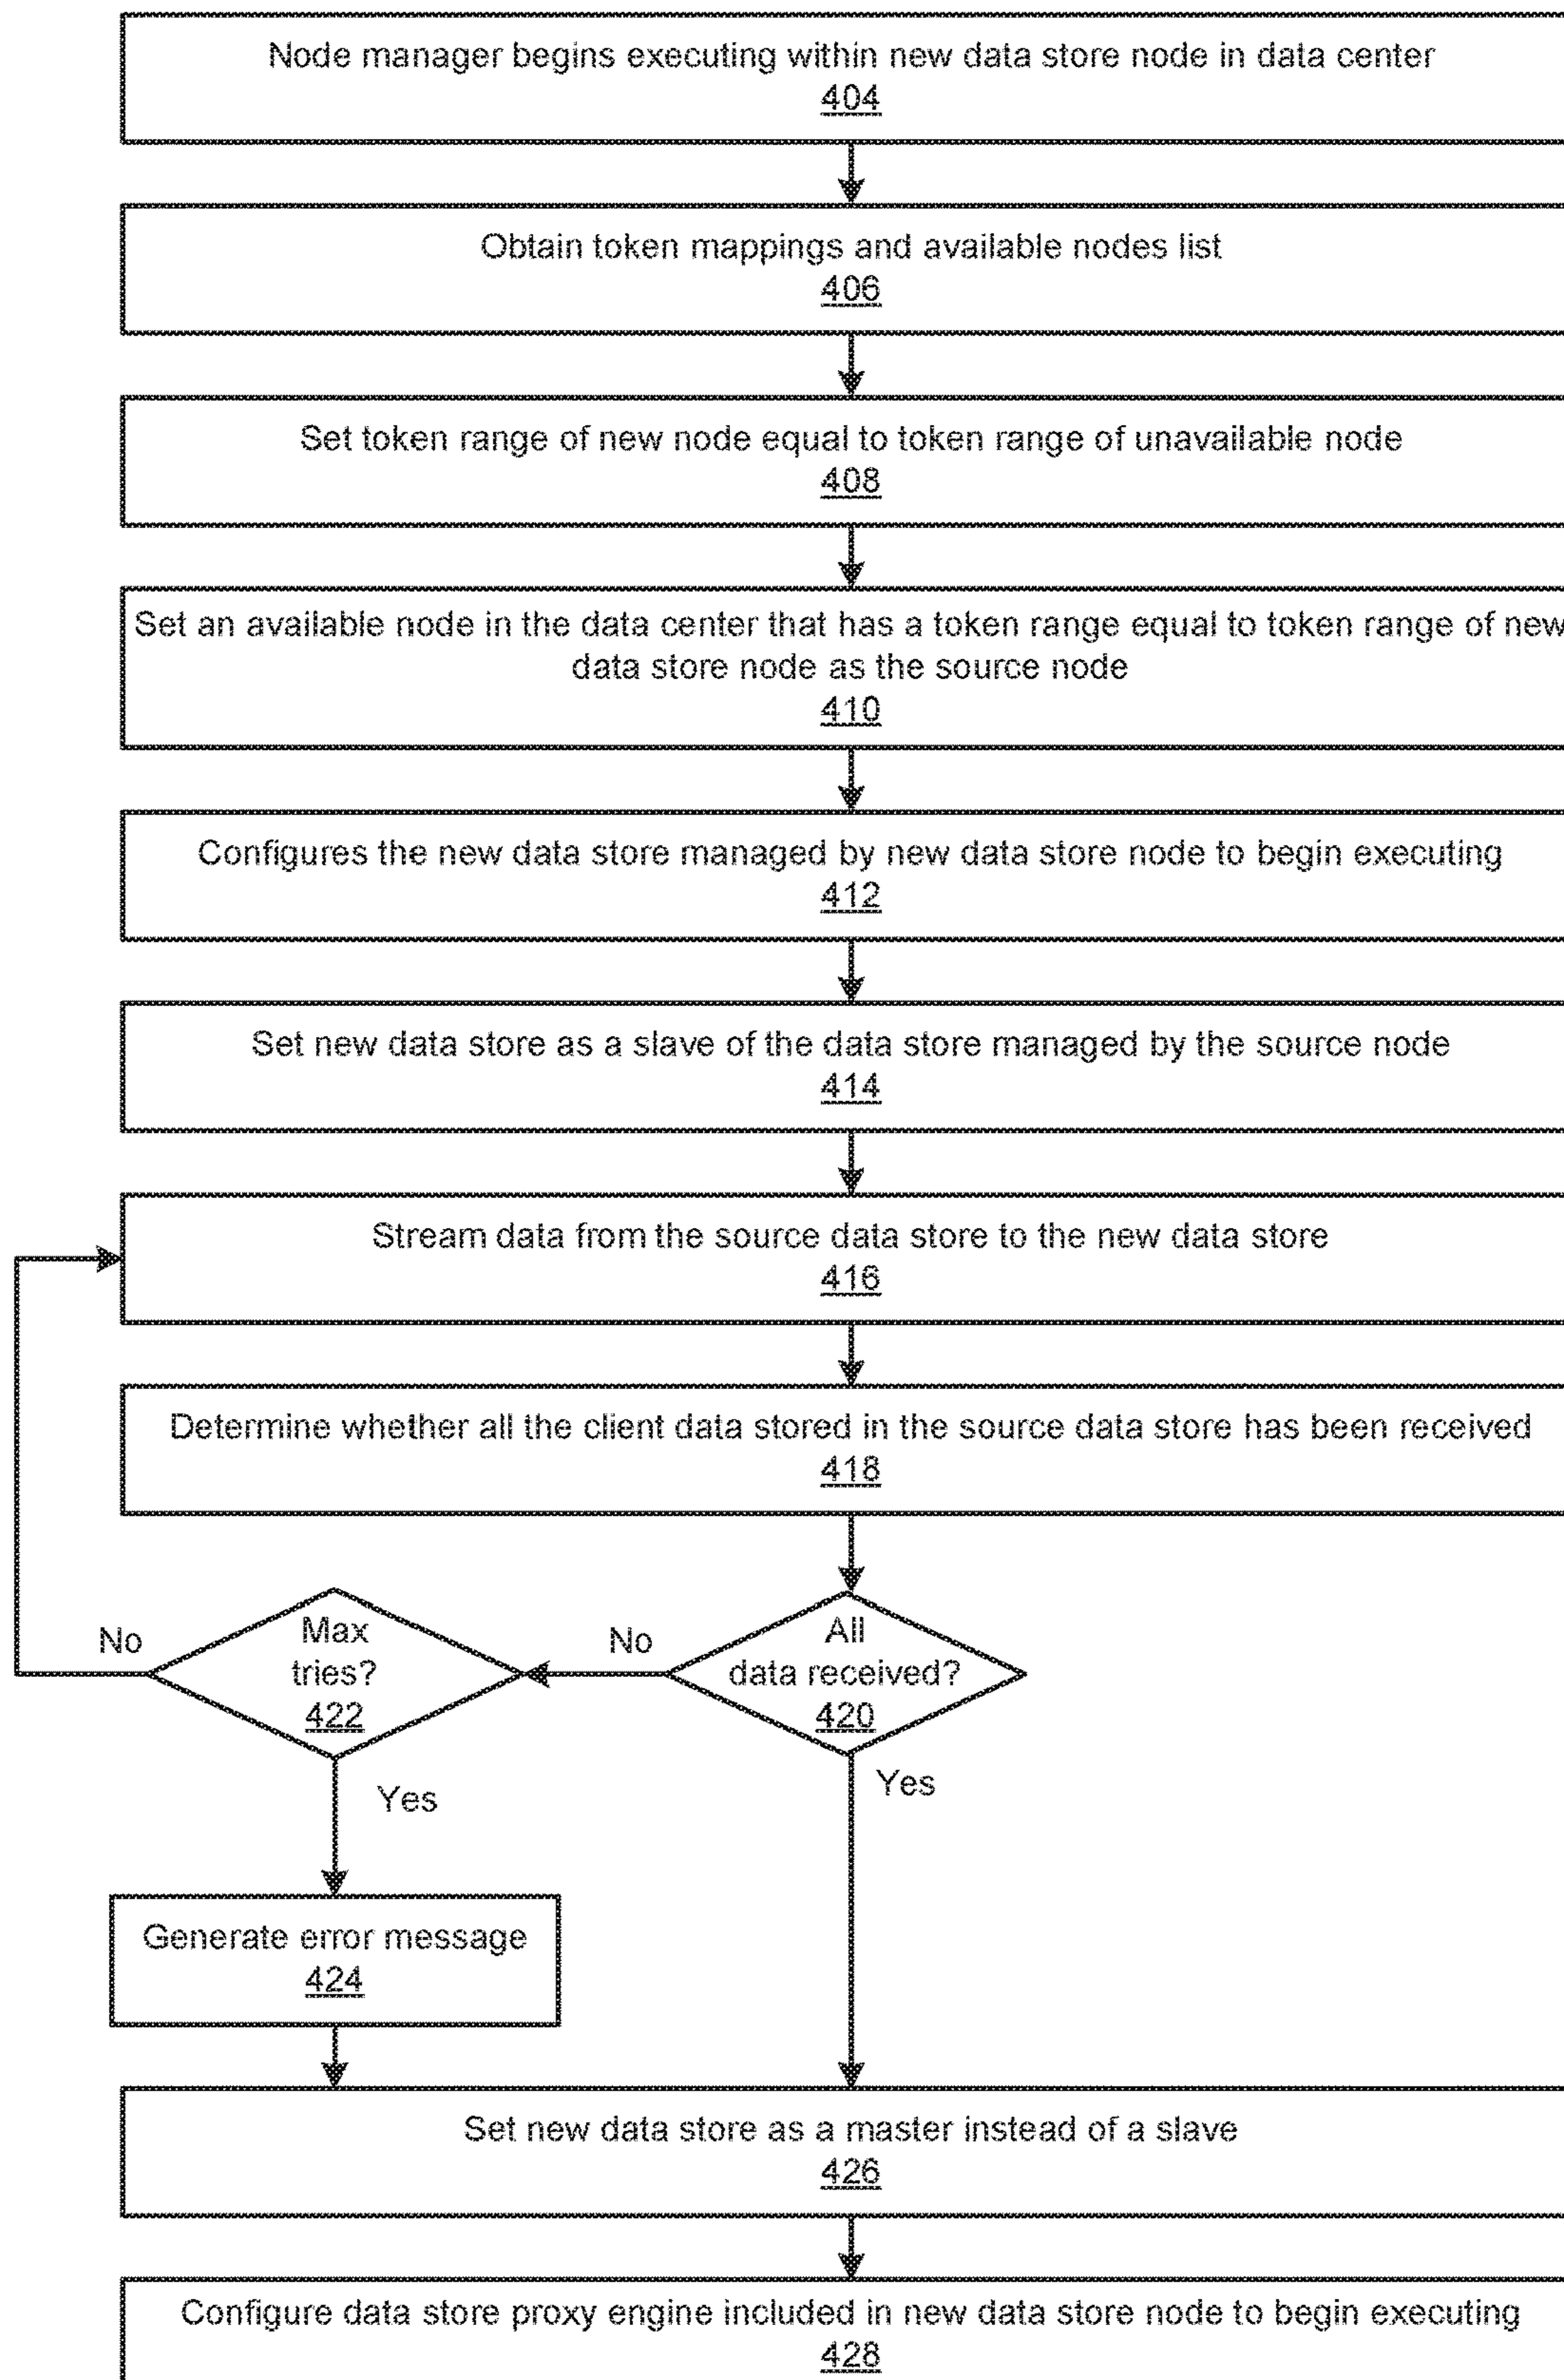 Node manager begins executing within new data store node in data center
404
Obtain token mappings and available nodes list
406
Set token range of new node equal to token range of unavailable node
408
Set an available node in the data center that has a token range equal to token range of new
data store node as the source node
410
Configures the new data store managed by new data store node to begin executing
412
Set new data store as a slave of the data store managed by the source node
414
Stream data from the source data store to the new data store
416
Determine whether all the client data stored in the source data store has been received
418
No
Max
tries?
422
No
All
data received?
420
Yes
Yes
Generate error message
424
Set new data store as a master instead of a slave
426
Configure data store proxy engine included in new data store node to begin executing
428